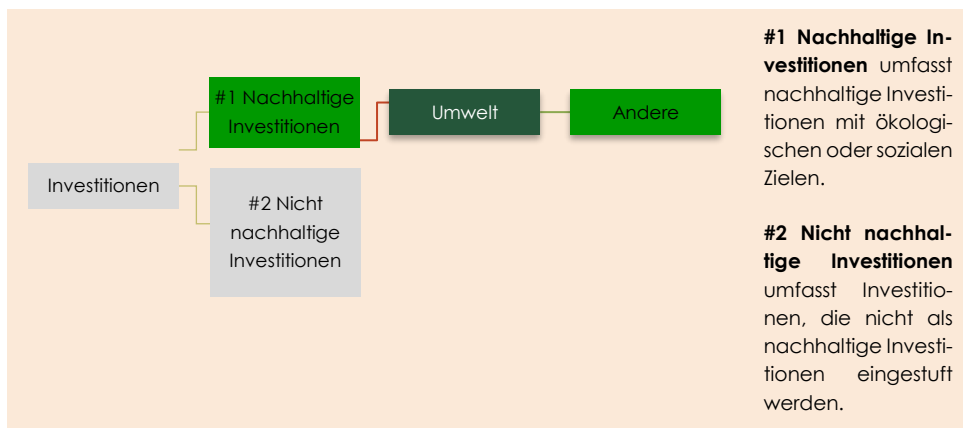 Investitionen
#1 Nachhaltige
Investitionen
Umwelt
Andere
#2 Nicht
nachhaltige
Investitionen
#1 Nachhaltige In-
vestitionen umfasst
nachhaltige Investi-
tionen mit ökologi-
schen oder sozialen
Zielen.
#2 Nicht nachhal-
tige Investitionen
umfasst Investitio-
nen, die nicht als
nachhaltige Investi-
tionen eingestuft
werden.